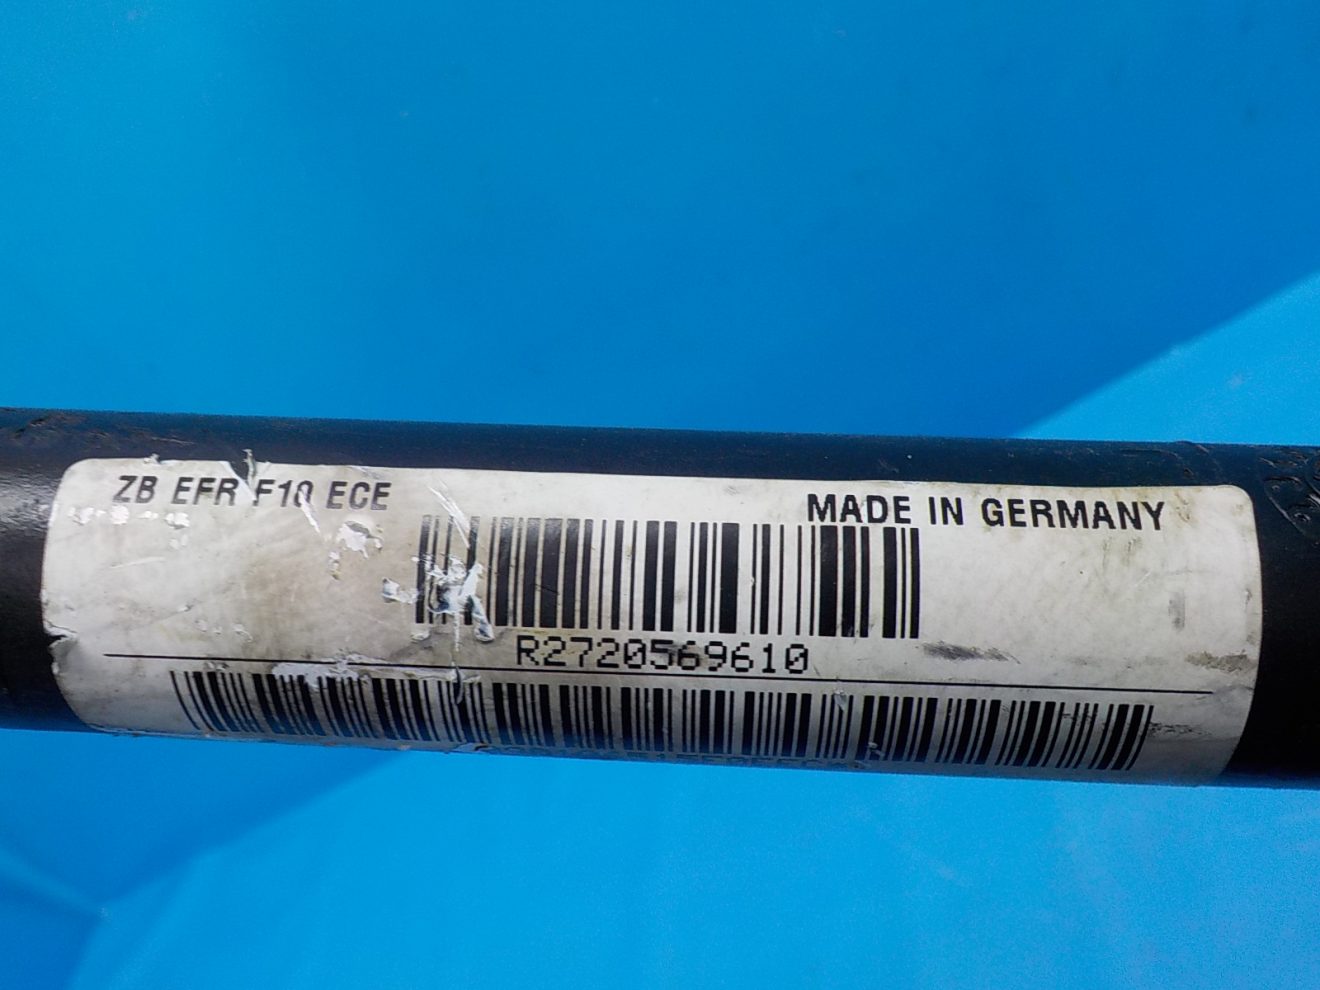 ZB EFR F10 ECE
MADE IN GERMANY
R2720569610